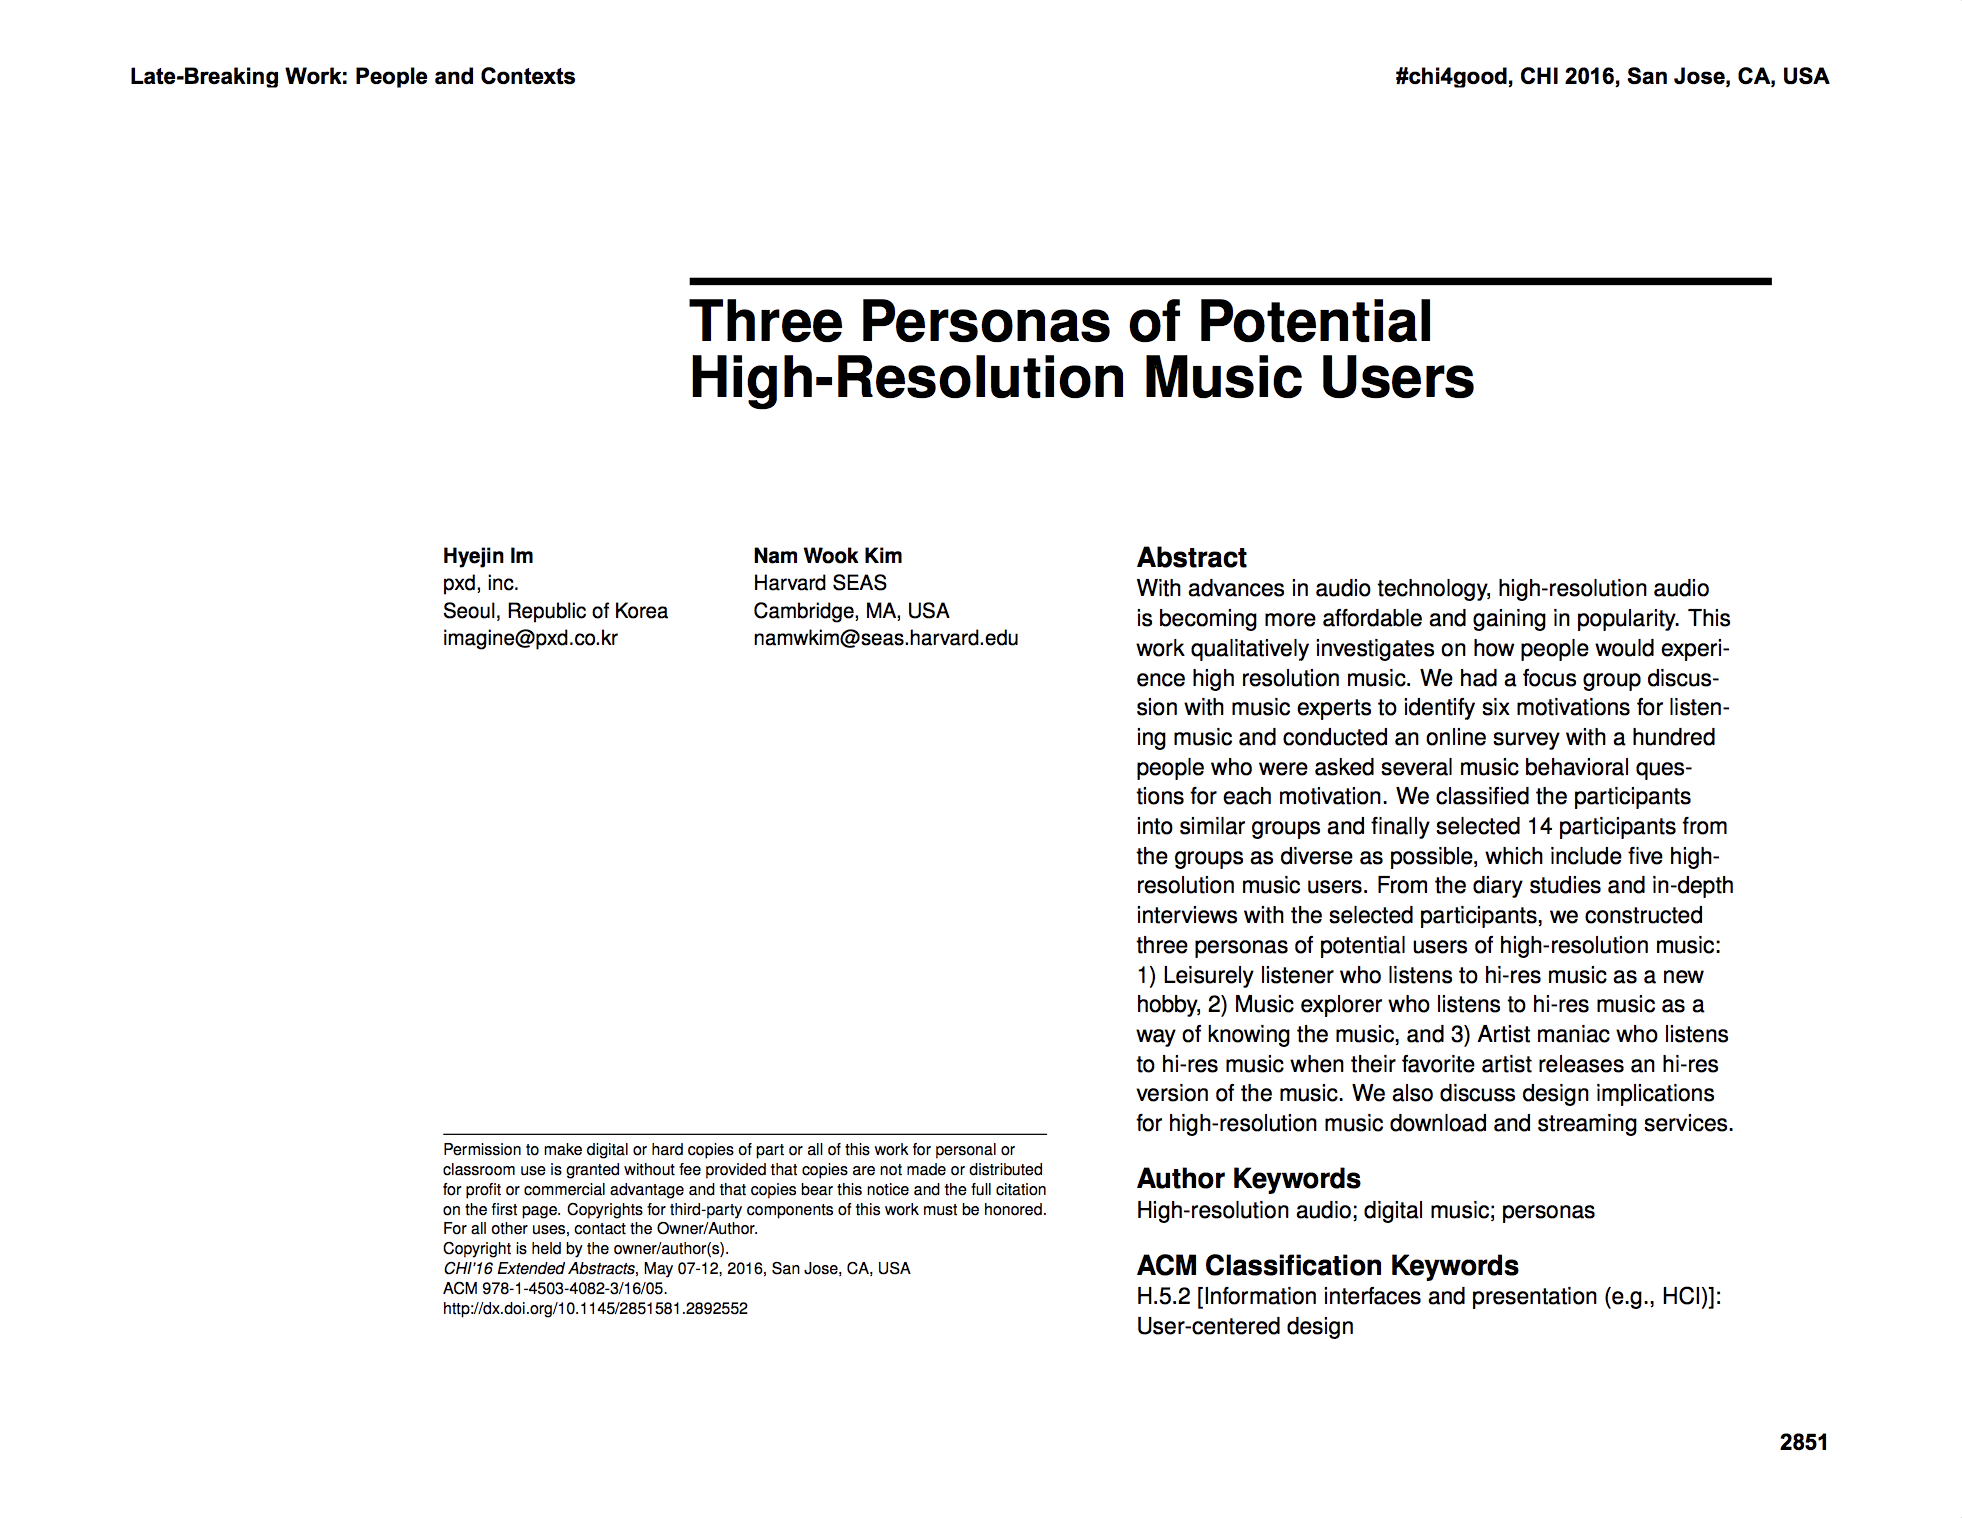 Late-Breaking Work: People and Contexts
#chi4good, CHI 2016, San Jose, CA, USA
Three Personas of Potential
High-Resolution Music Users
Hyejin Im
pxd, inc.
Seoul, Republic of Korea
imagine@pxd.co.kr
Nam Wook Kim
Harvard SEAS
Cambridge, MA, USA
namwkim@seas.harvard.edu
Permission to make digital or hard copies of part or all of this work for personal or
classroom use is granted without fee provided that copies are not made or distributed
for profit or commercial advantage and that copies bear this notice and the full citation
on the first page. Copyrights for third-party components of this work must be honored.
For all other uses, contact the Owner/Author.
Copyright is held by the owner/author(s).
CHI'16 Extended Abstracts, May 07-12, 2016, San Jose, CA, USA
ACM 978-1-4503-4082-3/16/05.
http://dx.doi.org/10.1145/2851581.2892552
Abstract
With advances in audio technology, high-resolution audio
is becoming more affordable and gaining in popularity. This
work qualitatively investigates on how people would experi-
ence high resolution music. We had a focus group discus-
sion with music experts to identify six motivations for listen-
ing music and conducted an online survey with a hundred
people who were asked several music behavioral ques-
tions for each motivation. We classified the participants
into similar groups and finally selected 14 participants from
the groups as diverse as possible, which include five high-
resolution music users. From the diary studies and in-depth
interviews with the selected participants, we constructed
three personas of potential users of high-resolution music:
1) Leisurely listener who listens to hi-res music as a new
hobby, 2) Music explorer who listens to hi-res music as a
way of knowing the music, and 3) Artist maniac who listens
to hi-res music when their favorite artist releases an hi-res
version of the music. We also discuss design implications
for high-resolution music download and streaming services.
Author Keywords
High-resolution audio; digital music; personas
ACM Classification Keywords
H.5.2 [Information interfaces and presentation (e.g., HCI)]:
User-centered design
2851